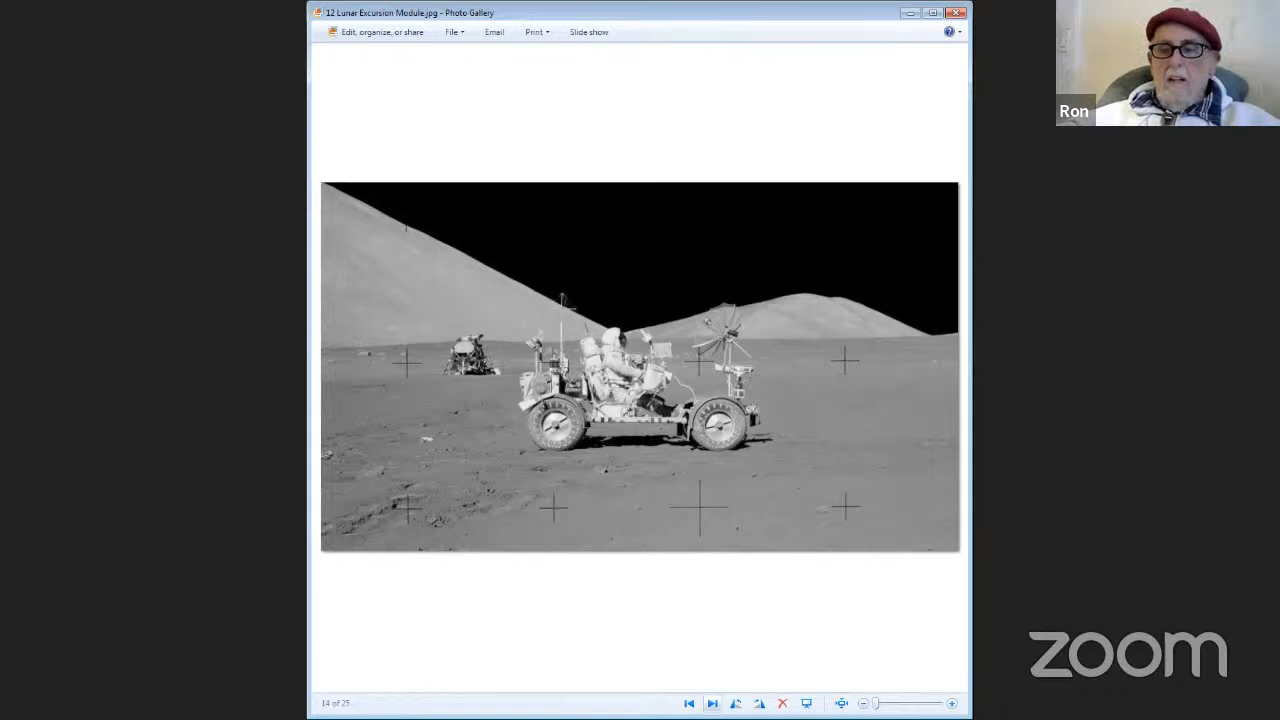 12 Lunar Excursion Module.jpg - Photo Gallery
Edit, organize, or share File Email Print Slide show
Ron
14 of 25
zoom